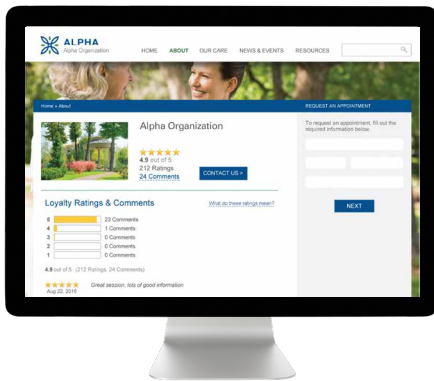 ALPHA
Alpha Organization
HOME ABOUT OUR CARE NEWS & EVENTS RESOURCES
Home » About
REQUEST AN APPOINTMENT
Alpha Organization
4.9 out of 5
212 Ratings
24 Comments
CONTACT US >
To request an appointment, fill out the
required information below.
NEXT
Loyalty Ratings & Comments
What do these ratings mean?
5 23 Comments
4 1 Comments
3 0 Comments
2 0 Comments
1 0 Comments
4.9 out of 5 (212 Ratings, 24 Comments)
Great session, lots of good information
Aug 22, 2015